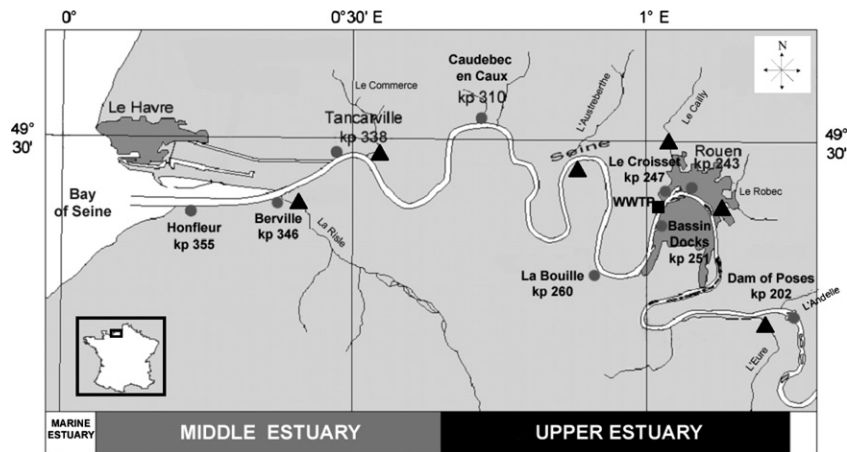 0°
0°30' E
1° E
N
Caudebec
en Caux
kp 310
Le Commerce
L'Austreberthe
Le Cailly
Le Havre
Tancarville
kp 338
49°
30'
49°
30'
Seine
Rouen
kp 243
Le Croisset
kp 247
Le Robec
Bay
of Seine
WWTP
Honfleur
kp 355
Berville
kp 346
La Risle
Bassin
Docks
kp 251
La Bouille
kp 260
Dam of Poses
kp 202
L'Andelle
L'Eure
MARINE
ESTUARY
MIDDLE ESTUARY
UPPER ESTUARY